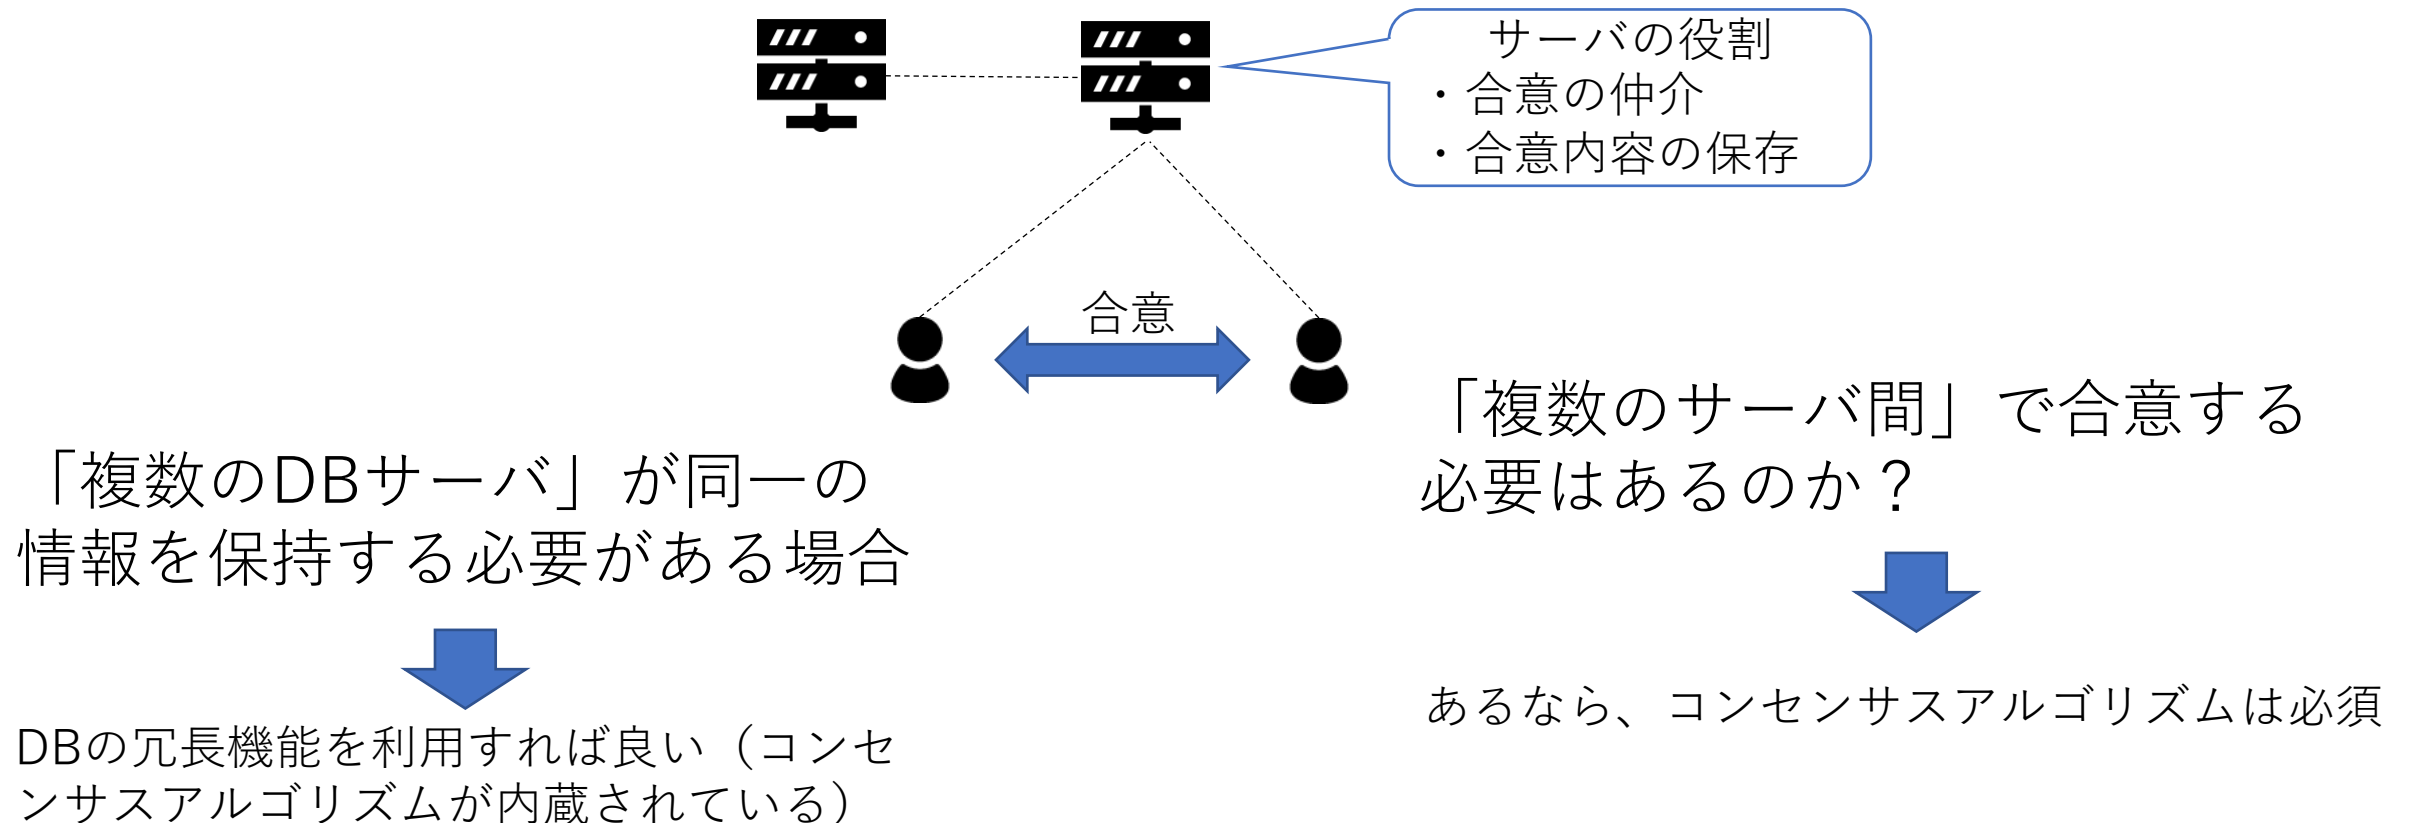 サーバの役割
・合意の仲介
・合意内容の保存
合意
「複数のサーバ間」で合意する
必要はあるのか？
あるなら、コンセンサスアルゴリズムは必須
「複数のDBサーバ」が同一の
情報を保持する必要がある場合
DBの冗長機能を利用すれば良い（コンセ
ンサスアルゴリズムが内蔵されている）